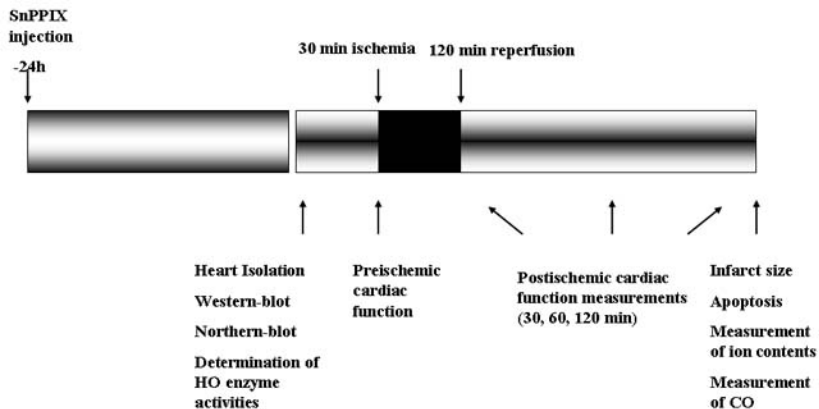 SnPPIX
injection
-24h
30 min ischemia
120 min reperfusion
Heart Isolation
Western-blot
Northern-blot
Determination of
HO enzyme
activities
Preischemic
cardiac
function
Postischemic cardiac
function measurements
(30, 60, 120 min)
Infarct size
Apoptosis
Measurement
of ion contents
Measurement
of CO